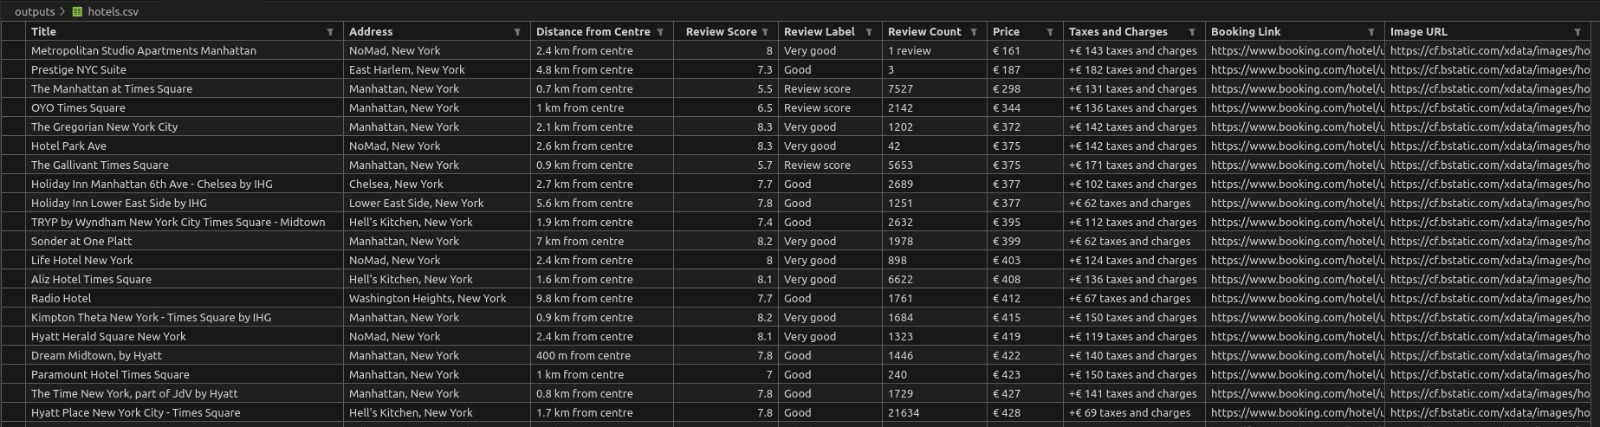 outputs > hotels.csv
Title Address Distance from Centre Review Score Review Label Review Count Price Taxes and Charges Booking Link Image URL
Metropolitan Studio Apartments Manhattan NoMad, New York 2.4 km from centre 8 Very good 1 review € 161 +€ 143 taxes and charges https://www.booking.com/hotel/u https://cf.bstatic.com/xdata/images/ho
Prestige NYC Suite East Harlem, New York 4.8 km from centre 7.3 Good 3 € 187 +€ 182 taxes and charges https://www.booking.com/hotel/u https://cf.bstatic.com/xdata/images/ho
The Manhattan at Times Square Manhattan, New York 0.7 km from centre 5.5 Review score 7527 € 298 +€ 131 taxes and charges https://www.booking.com/hotel/u https://cf.bstatic.com/xdata/images/ho
OYO Times Square Manhattan, New York 1 km from centre 6.5 Review score 2142 € 344 +€ 136 taxes and charges https://www.booking.com/hotel/u https://cf.bstatic.com/xdata/images/ho
The Gregorian New York City Manhattan, New York 2.1 km from centre 8.3 Very good 1202 € 372 +€ 142 taxes and charges https://www.booking.com/hotel/u https://cf.bstatic.com/xdata/images/ho
Hotel Park Ave NoMad, New York 2.6 km from centre 8.3 Very good 42 € 375 +€ 142 taxes and charges https://www.booking.com/hotel/u https://cf.bstatic.com/xdata/images/ho
The Gallivant Times Square Manhattan, New York 0.9 km from centre 5.7 Review score 5653 € 375 +€ 171 taxes and charges https://www.booking.com/hotel/u https://cf.bstatic.com/xdata/images/ho
Holiday Inn Manhattan 6th Ave - Chelsea by IHG Chelsea, New York 2.7 km from centre 7.7 Good 2689 € 377 +€ 102 taxes and charges https://www.booking.com/hotel/u https://cf.bstatic.com/xdata/images/ho
Holiday Inn Lower East Side by IHG Lower East Side, New York 5.6 km from centre 7.8 Good 1251 € 377 +€ 62 taxes and charges https://www.booking.com/hotel/u https://cf.bstatic.com/xdata/images/ho
TRYP by Wyndham New York City Times Square - Midtown Hell's Kitchen, New York 1.9 km from centre 7.4 Good 2632 € 395 +€ 112 taxes and charges https://www.booking.com/hotel/u https://cf.bstatic.com/xdata/images/ho
Sonder at One Platt Manhattan, New York 7 km from centre 8.2 Very good 1978 € 399 +€ 62 taxes and charges https://www.booking.com/hotel/u https://cf.bstatic.com/xdata/images/ho
Life Hotel New York NoMad, New York 2.4 km from centre 8 Very good 898 € 403 +€ 124 taxes and charges https://www.booking.com/hotel/u https://cf.bstatic.com/xdata/images/ho
Aliz Hotel Times Square Hell's Kitchen, New York 1.6 km from centre 8.1 Very good 6622 € 408 +€ 136 taxes and charges https://www.booking.com/hotel/u https://cf.bstatic.com/xdata/images/ho
Radio Hotel Washington Heights, New York 9.8 km from centre 7.7 Good 1761 € 412 +€ 67 taxes and charges https://www.booking.com/hotel/u https://cf.bstatic.com/xdata/images/ho
Kimpton Theta New York - Times Square by IHG Manhattan, New York 0.9 km from centre 8.2 Very good 1684 € 415 +€ 150 taxes and charges https://www.booking.com/hotel/u https://cf.bstatic.com/xdata/images/ho
Hyatt Herald Square New York NoMad, New York 2.4 km from centre 8.1 Very good 1323 € 419 +€ 119 taxes and charges https://www.booking.com/hotel/u https://cf.bstatic.com/xdata/images/ho
Dream Midtown, by Hyatt Manhattan, New York 400 m from centre 7.8 Good 1446 € 422 +€ 140 taxes and charges https://www.booking.com/hotel/u https://cf.bstatic.com/xdata/images/ho
Paramount Hotel Times Square Manhattan, New York 1 km from centre 7 Good 240 € 423 +€ 150 taxes and charges https://www.booking.com/hotel/u https://cf.bstatic.com/xdata/images/ho
The Time New York, part of JdV by Hyatt Manhattan, New York 0.8 km from centre 7.8 Good 1729 € 427 +€ 141 taxes and charges https://www.booking.com/hotel/u https://cf.bstatic.com/xdata/images/ho
Hyatt Place New York City - Times Square Hell's Kitchen, New York 1.7 km from centre 7.8 Good 21634 € 428 +€ 69 taxes and charges https://www.booking.com/hotel/u https://cf.bstatic.com/xdata/images/ho